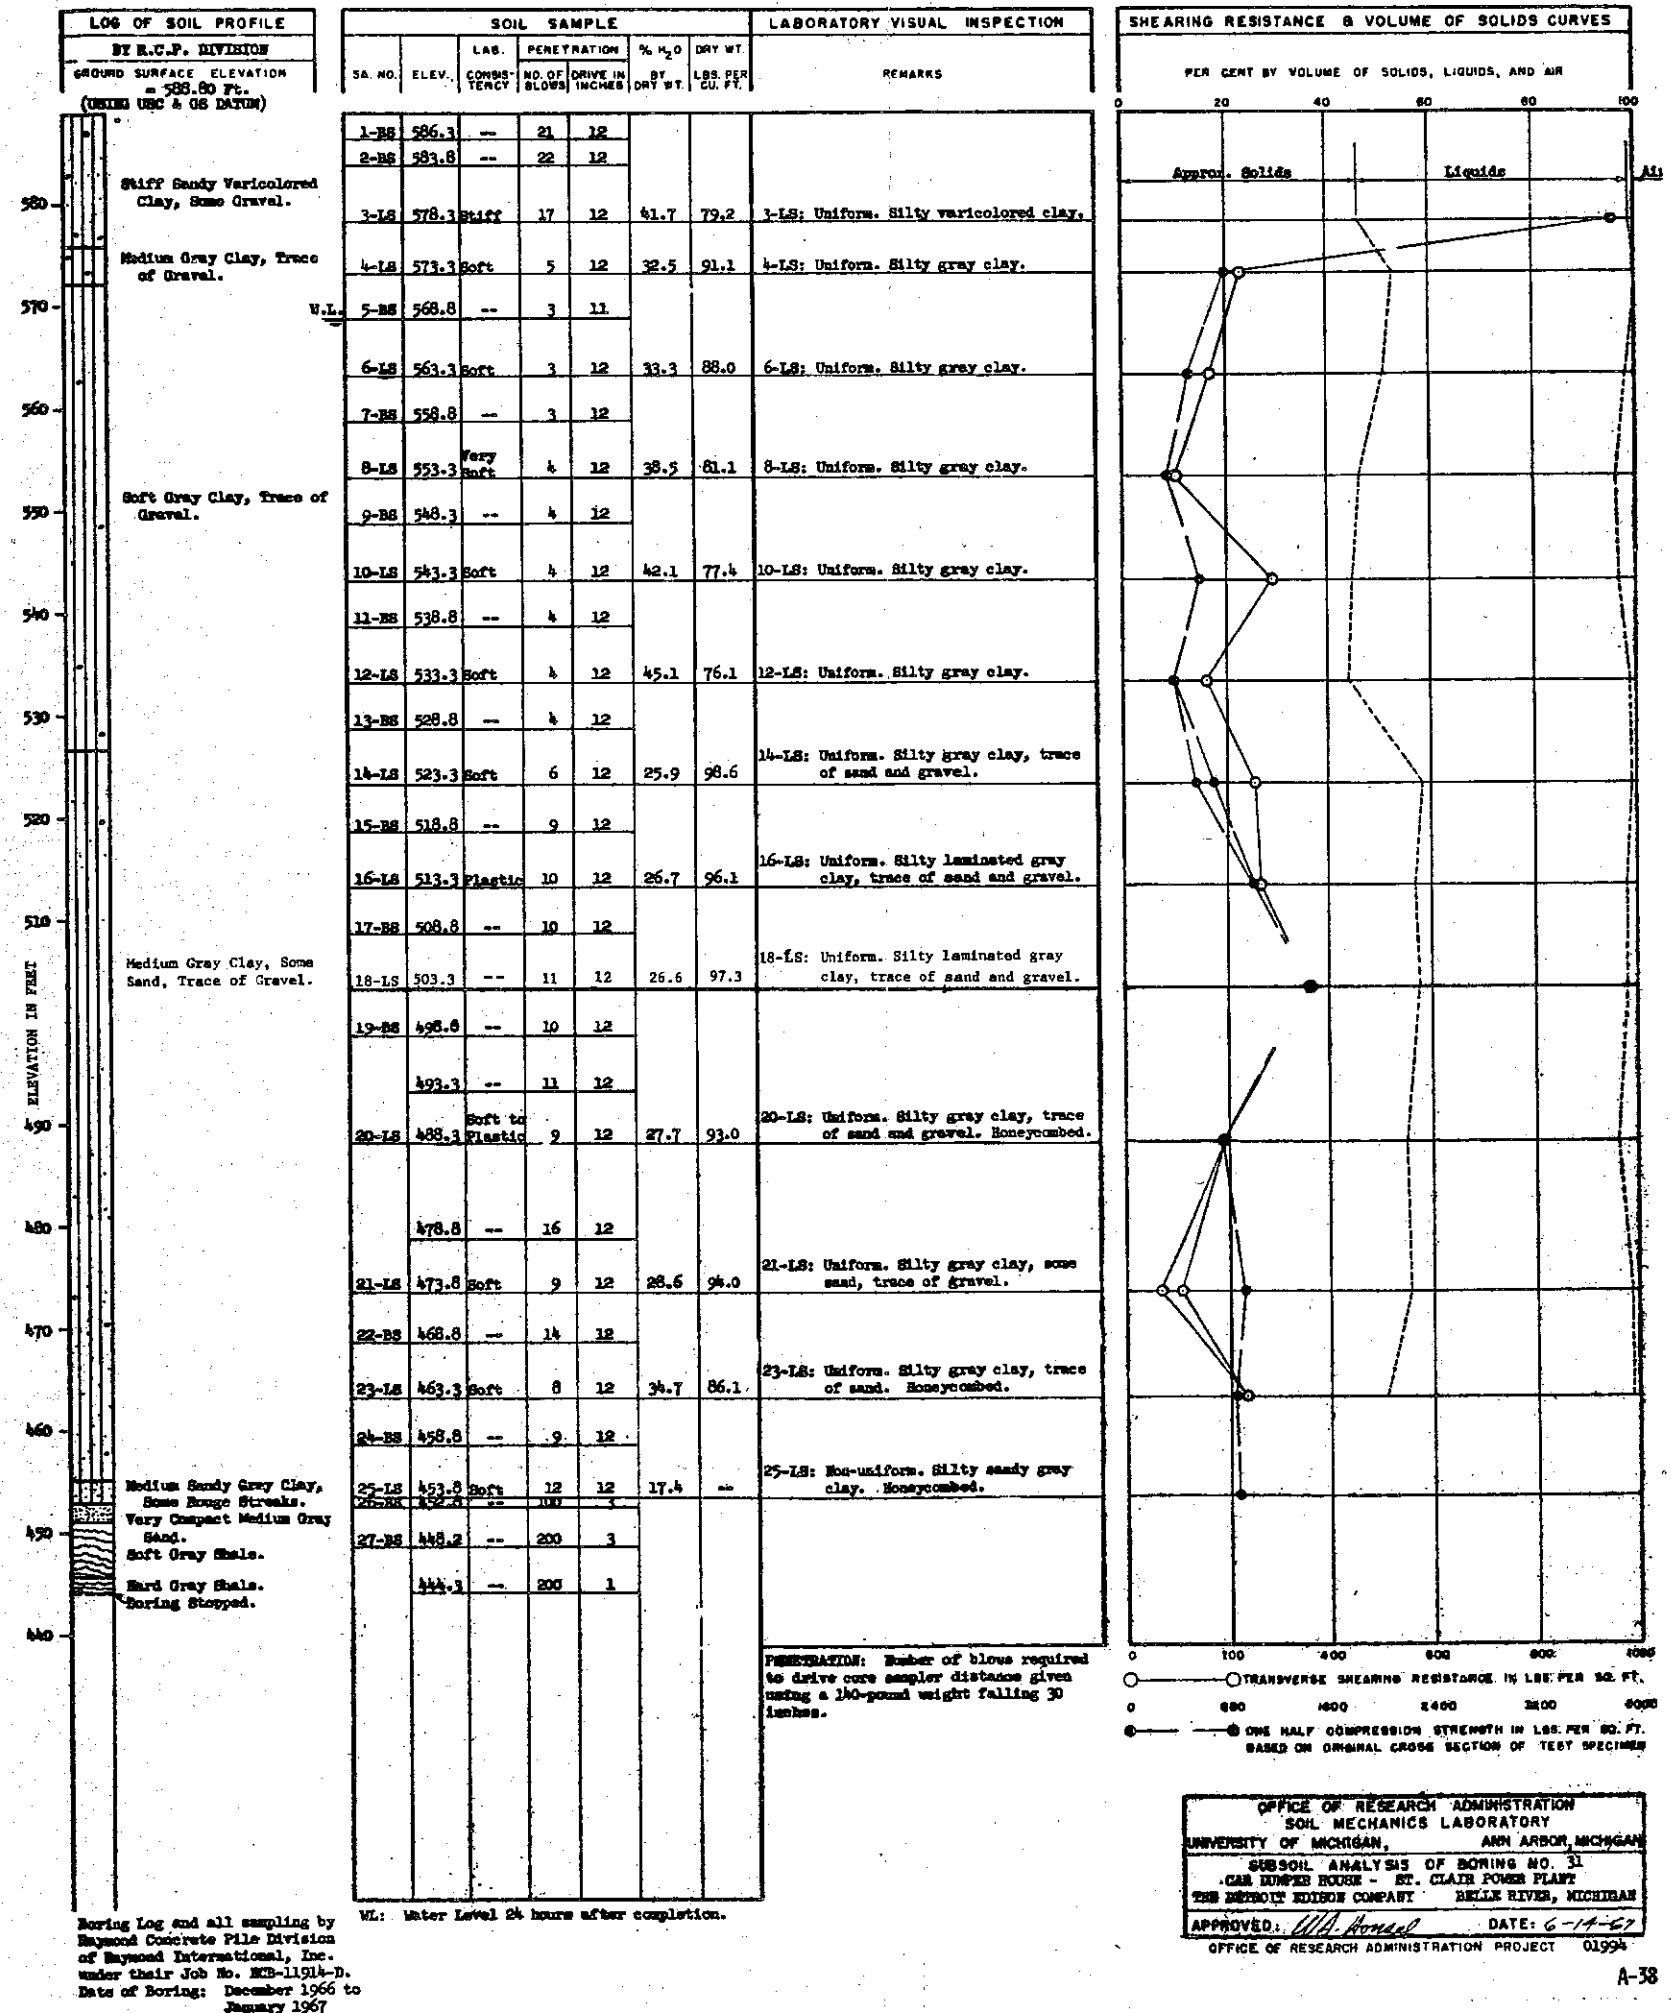 LOG OF SOIL PROFILE
BY R.C.P. DIVISION
GROUND SURFACE ELEVATION
= 588.80 Ft.
(USING USC & GS DATUM)
SOIL SAMPLE
SA. NO. ELEV. LAB. CONSISTENCY PENETRATION NO. OF BLOWS DRIVE IN INCHES % H2O BY DRY WT. DRY WT. LBS. PER CU. FT.
LABORATORY VISUAL INSPECTION
REMARKS
SHEARING RESISTANCE & VOLUME OF SOLIDS CURVES
PER CENT BY VOLUME OF SOLIDS, LIQUIDS, AND AIR
0 20 40 60 80 100
Approx. Solids Liquids Air
1-BS 586.3 -- 21 12
2-BS 583.8 -- 22 12
Stiff Sandy Varicolored
Clay, Some Gravel.
580
3-LS 578.3 Stiff 17 12 41.7 79.2 3-LS: Uniform. Silty varicolored clay.
Medium Gray Clay, Trace
of Gravel.
4-LS 573.3 Soft 5 12 32.5 91.1 4-LS: Uniform. Silty gray clay.
570
W.L.
5-BS 568.8 -- 3 11
6-LS 563.3 Soft 3 12 33.3 88.0 6-LS: Uniform. Silty gray clay.
560
7-BS 558.8 -- 3 12
8-LS 553.3 Very Soft 4 12 38.5 81.1 8-LS: Uniform. Silty gray clay.
Soft Gray Clay, Trace of
Gravel.
550
9-BS 548.3 -- 4 12
10-LS 543.3 Soft 4 12 42.1 77.4 10-LS: Uniform. Silty gray clay.
540
11-BS 538.8 -- 4 12
12-LS 533.3 Soft 4 12 45.1 76.1 12-LS: Uniform. Silty gray clay.
530
13-BS 528.8 -- 4 12
14-LS 523.3 Soft 6 12 25.9 98.6 14-LS: Uniform. Silty gray clay, trace
of sand and gravel.
520
15-BS 518.8 -- 9 12
16-LS 513.3 Plastic 10 12 26.7 96.1 16-LS: Uniform. Silty laminated gray
clay, trace of sand and gravel.
510
17-BS 508.8 -- 10 12
Medium Gray Clay, Some
Sand, Trace of Gravel.
18-LS 503.3 -- 11 12 26.6 97.3 18-LS: Uniform. Silty laminated gray
clay, trace of sand and gravel.
ELEVATION IN FEET
19-BS 498.8 -- 10 12
493.3 -- 11 12
490
20-LS 488.3 Soft to Plastic 9 12 27.7 93.0 20-LS: Uniform. Silty gray clay, trace
of sand and gravel. Honeycombed.
480
478.8 -- 16 12
21-LS 473.8 Soft 9 12 28.6 94.0 21-LS: Uniform. Silty gray clay, some
sand, trace of gravel.
470
22-BS 468.8 -- 14 12
23-LS 463.3 Soft 8 12 34.7 86.1 23-LS: Uniform. Silty gray clay, trace
of sand. Honeycombed.
460
24-BS 458.8 -- 9 12
25-LS 453.8 Soft 12 12 17.4 -- 25-LS: Non-uniform. Silty sandy gray
clay. Honeycombed.
Medium Sandy Gray Clay,
Some Rouge Streaks.
26-BS 452.8 -- 100 3
Very Compact Medium Gray
Sand.
450
27-BS 448.2 -- 200 3
Soft Gray Shale.
Hard Gray Shale.
444.3 -- 200 1
Boring Stopped.
440
PENETRATION: Number of blows required
to drive core sampler distance given
using a 140-pound weight falling 30
inches.
0 200 400 600 800 1000
TRANSVERSE SHEARING RESISTANCE IN LBS. PER SQ. FT.
0 800 1600 2400 3200 4000
ONE HALF COMPRESSION STRENGTH IN LBS. PER SQ. FT.
BASED ON ORIGINAL CROSS SECTION OF TEST SPECIMEN
OFFICE OF RESEARCH ADMINISTRATION
SOIL MECHANICS LABORATORY
UNIVERSITY OF MICHIGAN, ANN ARBOR, MICHIGAN
SUBSOIL ANALYSIS OF BORING NO. 31
CAR DUMPER HOUSE - ST. CLAIR POWER PLANT
THE DETROIT EDISON COMPANY BELLE RIVER, MICHIGAN
APPROVED: DATE: 6-14-67
OFFICE OF RESEARCH ADMINISTRATION PROJECT 01994
WL: Water Level 24 hours after completion.
Boring Log and all sampling by
Raymond Concrete Pile Division
of Raymond International, Inc.
under their Job No. MCB-11914-D.
Date of Boring: December 1966 to
January 1967
A-38